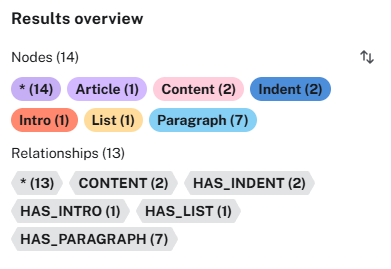 Results overview
Nodes (14)
* (14) Article (1) Content (2) Indent (2)
Intro (1) List (1) Paragraph (7)
Relationships (13)
* (13) CONTENT (2) HAS_INDENT (2)
HAS_INTRO (1) HAS_LIST (1)
HAS_PARAGRAPH (7)